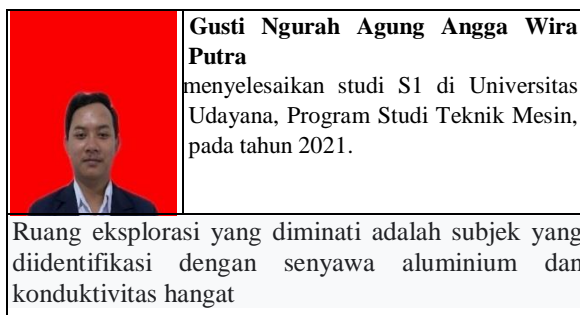 Gusti Ngurah Agung Angga Wira
Putra
menyelesaikan studi S1 di Universitas
Udayana, Program Studi Teknik Mesin,
pada tahun 2021.
Ruang eksplorasi yang diminati adalah subjek yang
diidentifikasi dengan senyawa aluminium dan
konduktivitas hangat